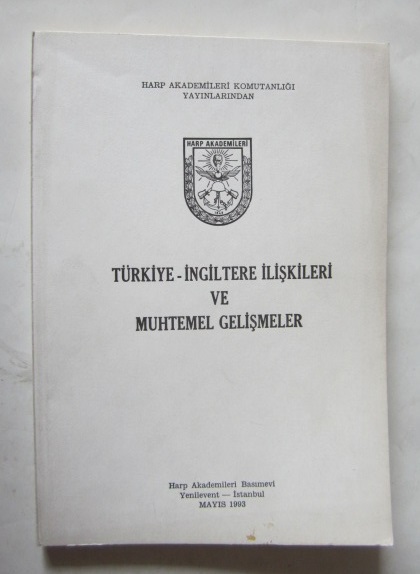 HARP AKADEMİLERİ KOMUTANLIĞI
YAYINLARINDAN
HARP AKADEMİLERİ
TÜRKİYE - İNGİLTERE İLİŞKİLERİ
VE
MUHTEMEL GELİŞMELER
Harp Akademileri Basımevi
Yenilevent — İstanbul
MAYIS 1993